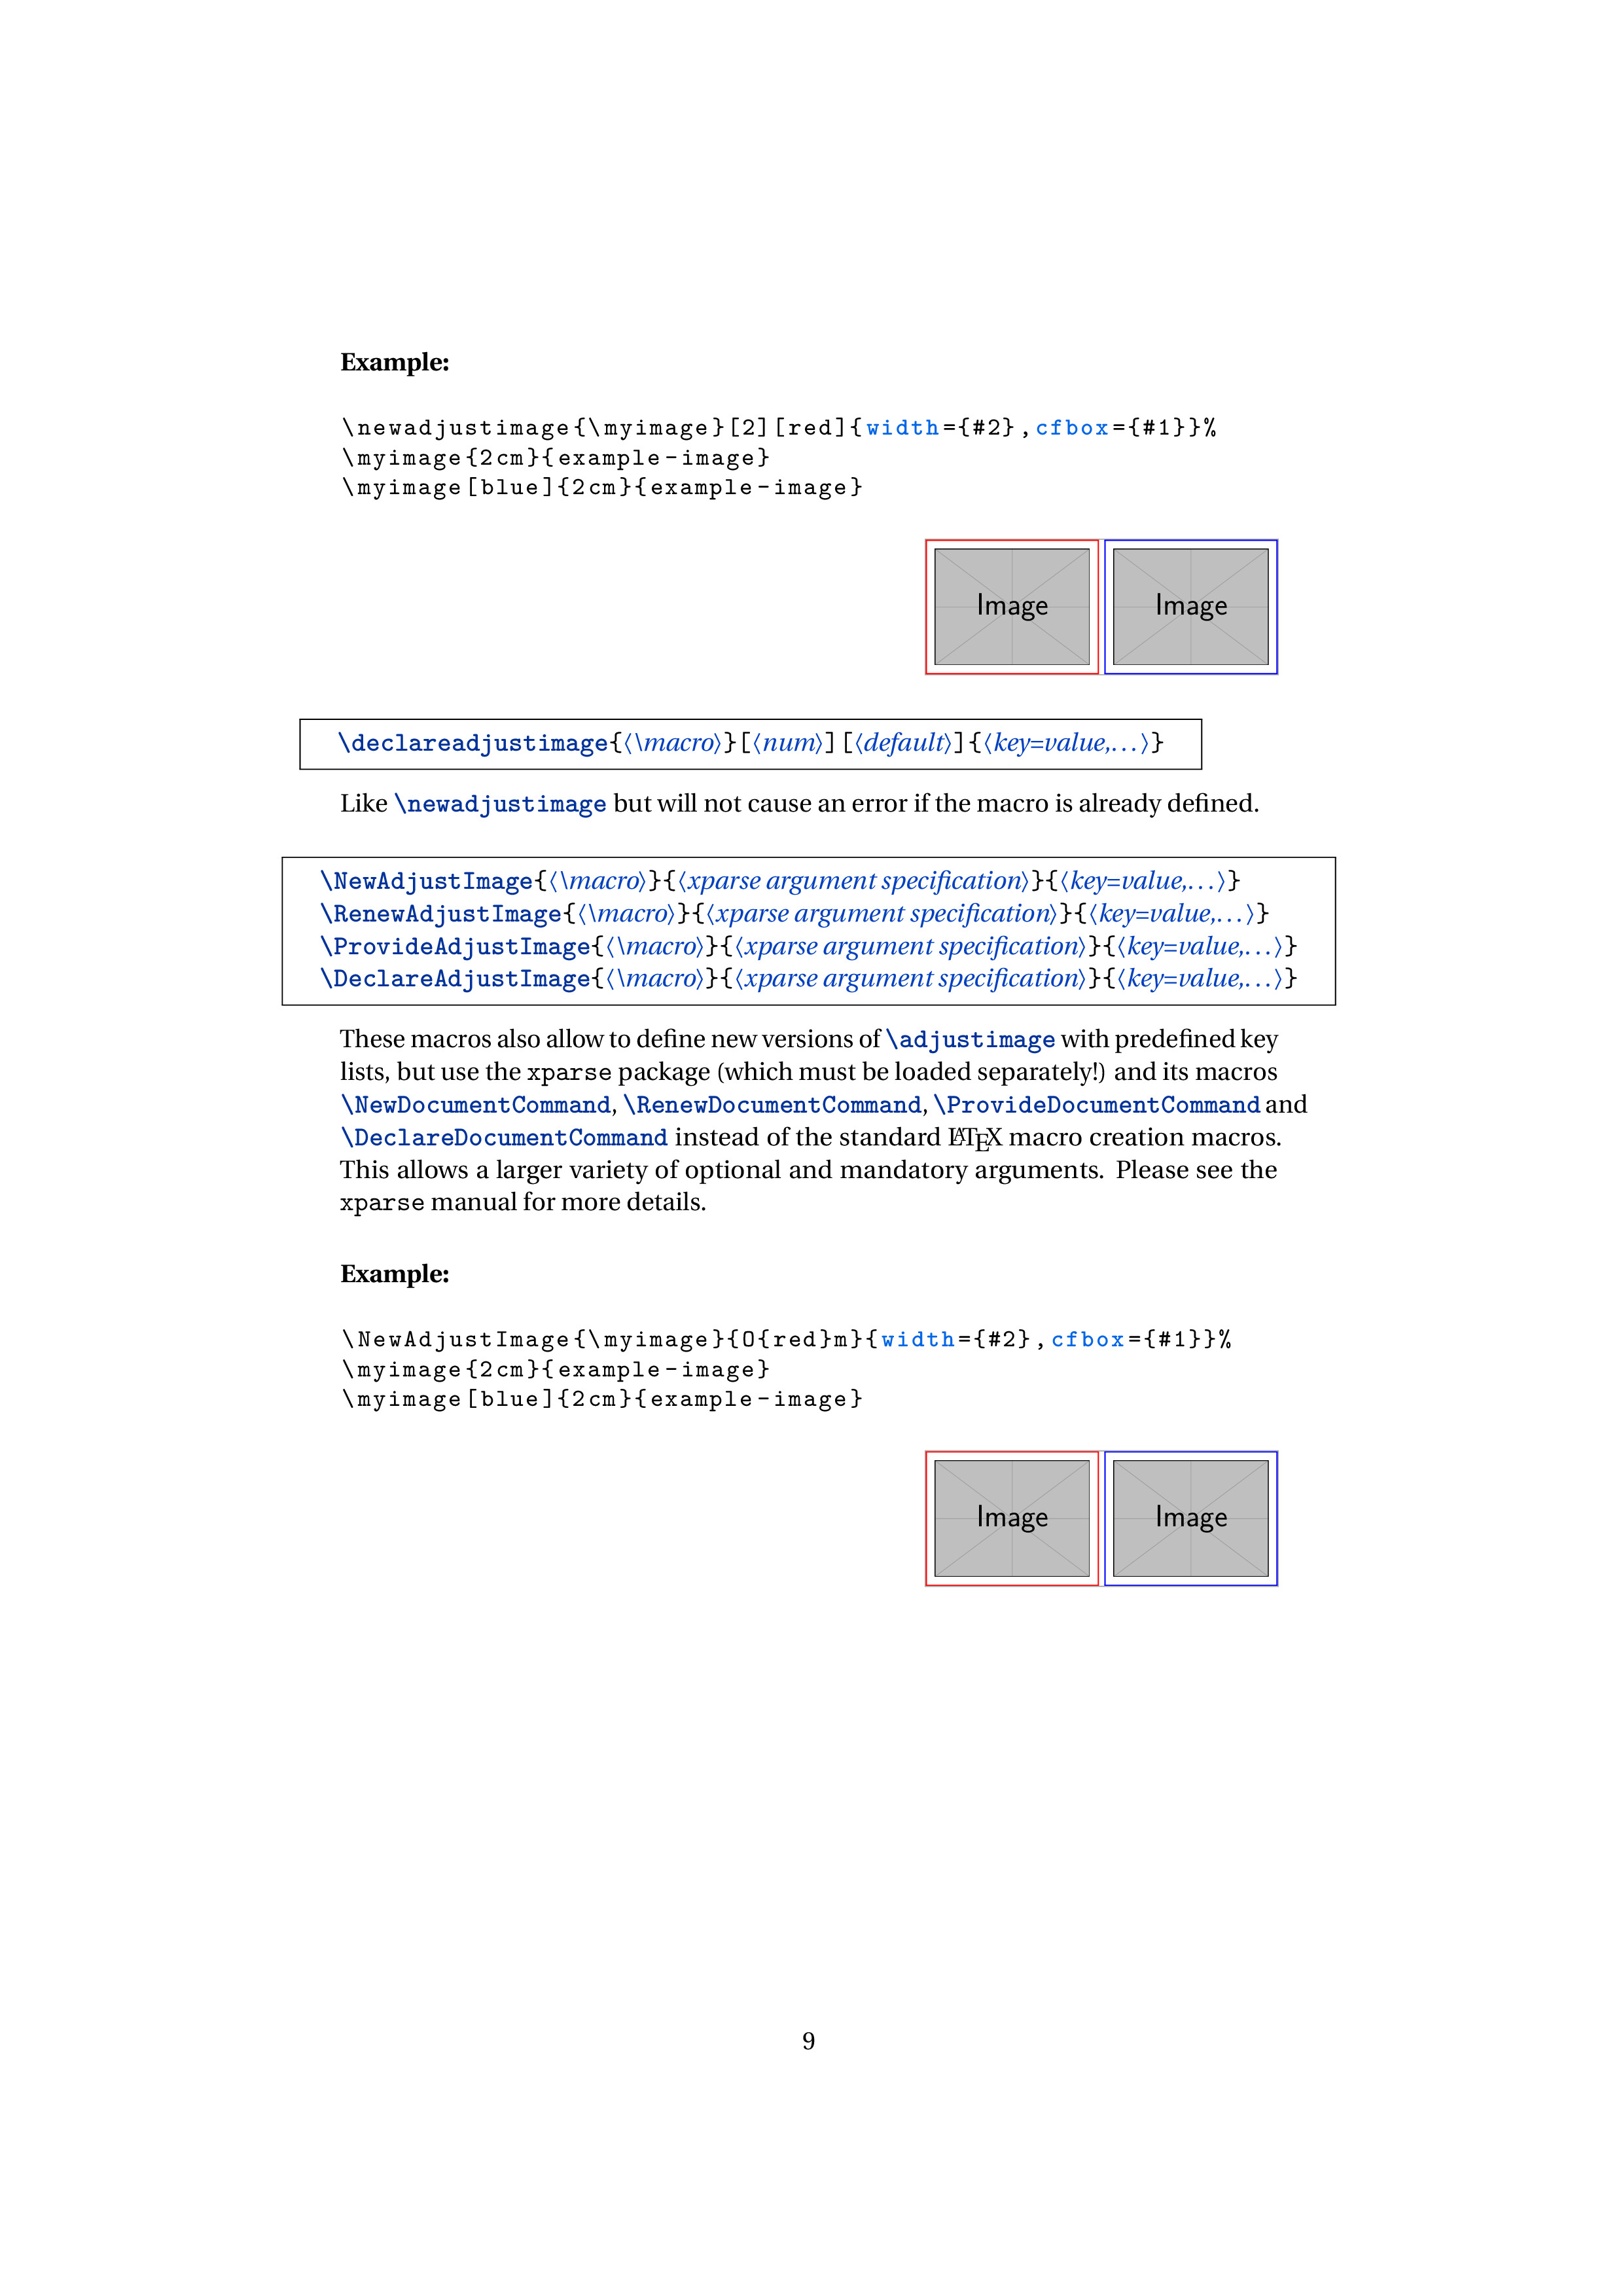 Example:
\newadjustimage{\myimage}[2][red]{width={#2},cfbox={#1}}%
\myimage{2cm}{example-image}
\myimage[blue]{2cm}{example-image}
Image Image
\declareadjustimage{⟨\macro⟩}[⟨num⟩][⟨default⟩]{⟨key=value,...⟩}
Like \newadjustimage but will not cause an error if the macro is already defined.
\NewAdjustImage{⟨\macro⟩}{⟨xparse argument specification⟩}{⟨key=value,...⟩}
\RenewAdjustImage{⟨\macro⟩}{⟨xparse argument specification⟩}{⟨key=value,...⟩}
\ProvideAdjustImage{⟨\macro⟩}{⟨xparse argument specification⟩}{⟨key=value,...⟩}
\DeclareAdjustImage{⟨\macro⟩}{⟨xparse argument specification⟩}{⟨key=value,...⟩}
These macros also allow to define new versions of \adjustimage with predefined key
lists, but use the xparse package (which must be loaded separately!) and its macros
\NewDocumentCommand, \RenewDocumentCommand, \ProvideDocumentCommand and
\DeclareDocumentCommand instead of the standard LATEX macro creation macros.
This allows a larger variety of optional and mandatory arguments. Please see the
xparse manual for more details.
Example:
\NewAdjustImage{\myimage}{O{red}m}{width={#2},cfbox={#1}}%
\myimage{2cm}{example-image}
\myimage[blue]{2cm}{example-image}
Image Image
9